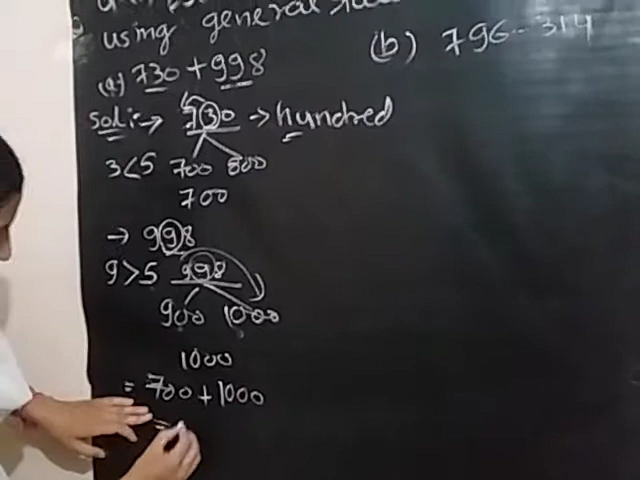 using general
(a) 730 + 998
(b) 796 - 314
Sol:- → 730 → hundred
3<5 700 800
700
→ 998
9>5 998
900 1000
1000
= 700 + 1000
=